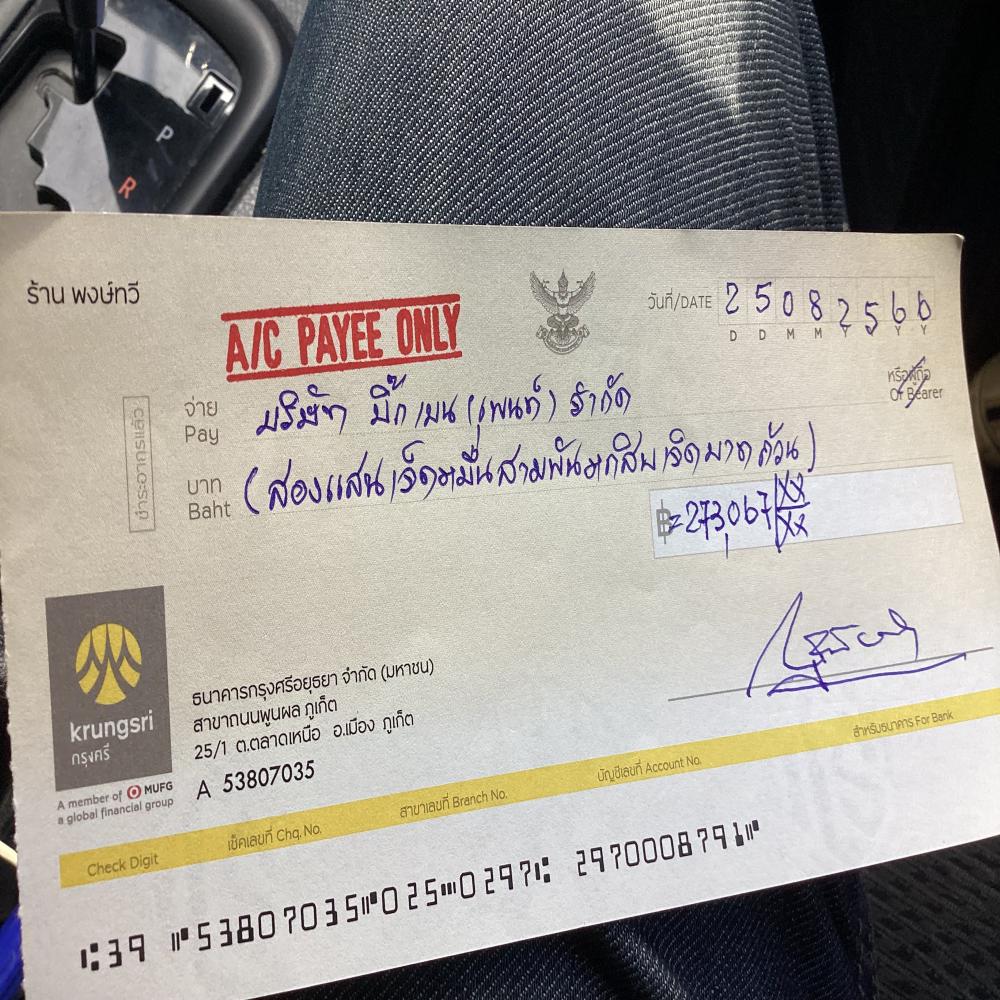 P
R
ร้าน พงษ์ทวี
A/C PAYEE ONLY
วันที่/DATE 25082566
D D M M Y Y Y Y
หรือผู้ถือ
Or Bearer
ชำระอากรแล้ว
จ่าย บริษัท บิ๊กเมน (เพนต์) จำกัด
Pay
บาท (สองแสนเจ็ดหมื่นสามพันหกสิบเจ็ดบาทถ้วน)
Baht
฿ =273,067 XX/XX
krungsri
กรุงศรี
A member of MUFG
a global financial group
ธนาคารกรุงศรีอยุธยา จำกัด (มหาชน)
สาขาถนนพูนผล ภูเก็ต
25/1 ต.ตลาดเหนือ อ.เมือง ภูเก็ต
A 53807035
Check Digit เช็คเลขที่ Chq. No. สาขาเลขที่ Branch No. บัญชีเลขที่ Account No. สำหรับธนาคาร For Bank
⑆39 ⑈53807035⑈025⑉0297⑆ 2970008791⑈